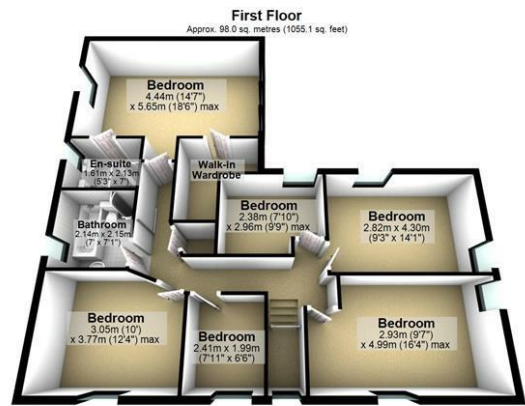 First Floor
Approx. 98.0 sq. metres (1055.1 sq. feet)
Bedroom
4.44m (14'7")
x 5.65m (18'6") max
En-suite
1.61m x 2.13m
(5'3" x 7')
Walk-in
Wardrobe
Bathroom
2.14m x 2.15m
(7' x 7'1")
Bedroom
2.38m (7'10")
x 2.96m (9'9") max
Bedroom
2.82m x 4.30m
(9'3" x 14'1")
Bedroom
3.05m (10')
x 3.77m (12'4") max
Bedroom
2.41m x 1.99m
(7'11" x 6'6")
Bedroom
2.93m (9'7")
x 4.99m (16'4") max